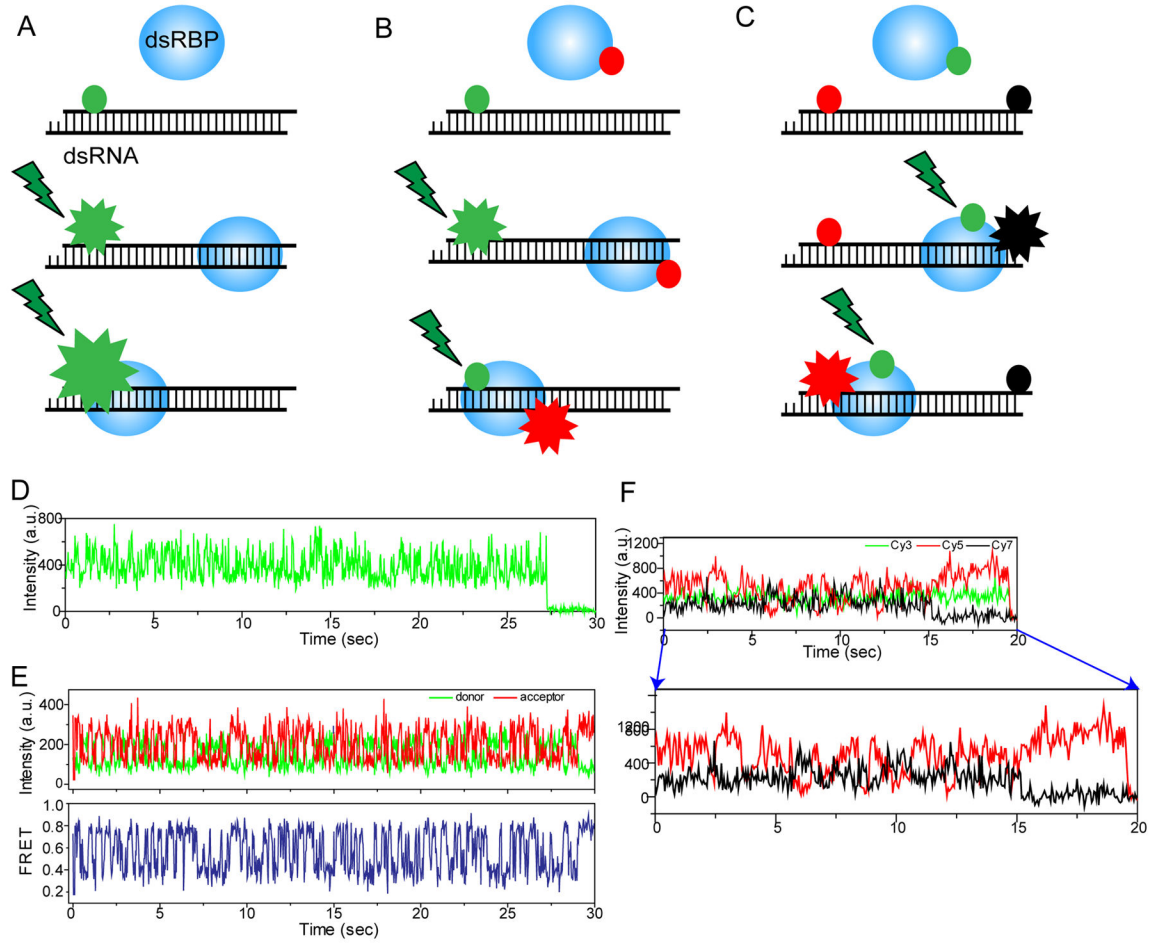 A
dsRBP
dsRNA
B
C
D
Intensity (a.u.)
800
400
0
0 5 10 15 20 25 30
Time (sec)
E
donor acceptor
Intensity (a.u.)
400
200
0
FRET
1.0
0.8
0.6
0.4
0.2
0 5 10 15 20 25 30
Time (sec)
F
Cy3 Cy5 Cy7
Intensity (a.u.)
1200
800
400
0
0 5 10 15 20
Time (sec)
1200
800
400
0
0 5 10 15 20